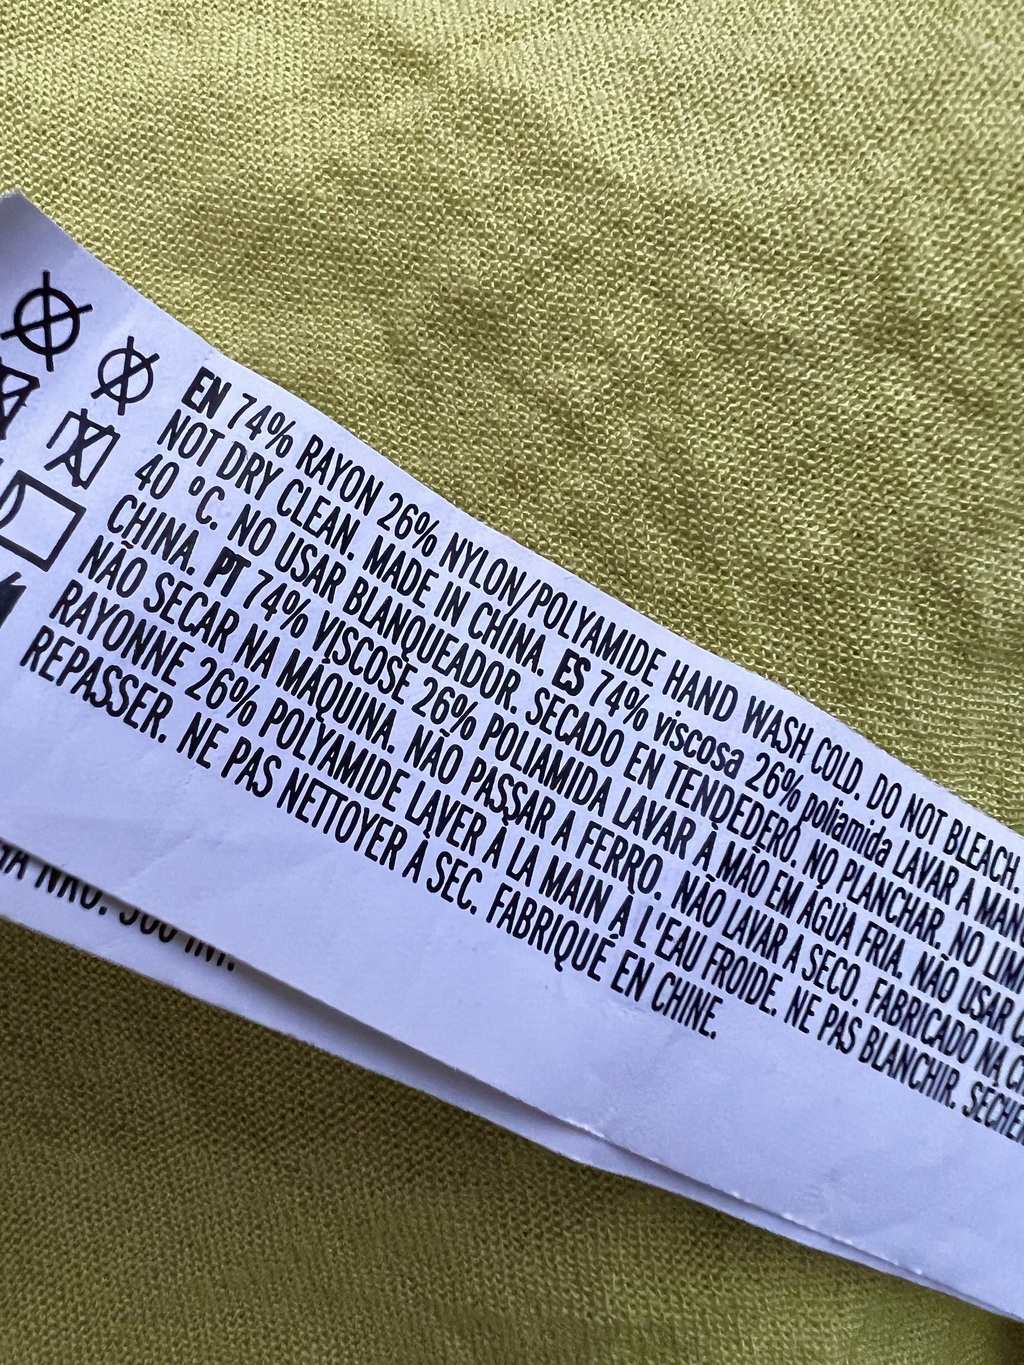 EN 74% RAYON 26% NYLON/POLYAMIDE HAND WASH COLD. DO NOT BLEACH.
NOT DRY CLEAN. MADE IN CHINA. ES 74% viscosa 26% poliamida LAVAR A
40 °C. NO USAR BLANQUEADOR. SECADO EN TENDEDERO. NO PLANCHAR. NO
CHINA. PT 74% VISCOSE 26% POLIAMIDA LAVAR À MÃO EM AGUA FRIA. NÃO USAR
NÃO SECAR NA MÁQUINA. NÃO PASSAR A FERRO. NÃO LAVAR A SECO. FABRICADO NA
RAYONNE 26% POLYAMIDE LAVER À LA MAIN À L'EAU FROIDE. NE PAS BLANCHIR.
REPASSER. NE PAS NETTOYER À SEC. FABRIQUÉ EN CHINE.